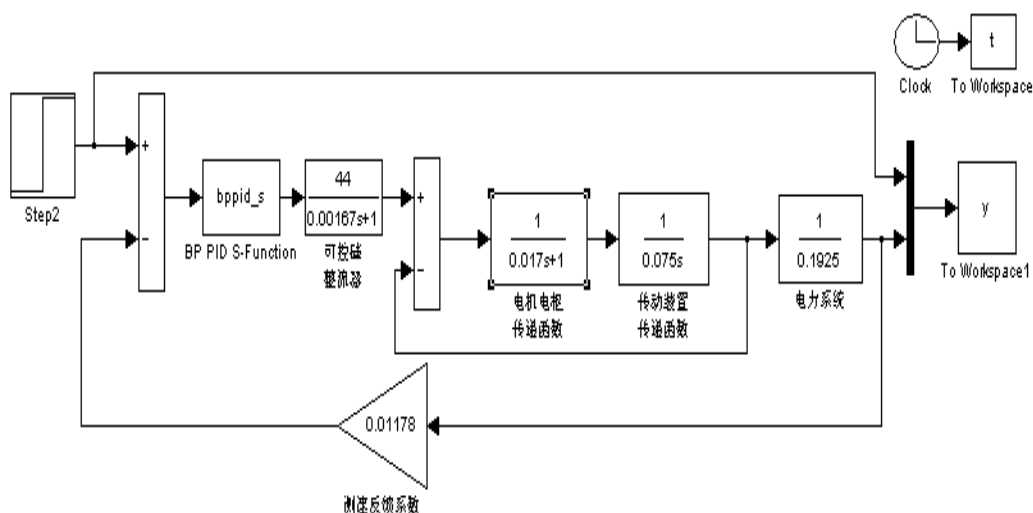 t
Clock
To Workspace
Step2
+
−
bppid_s
BP PID S-Function
44
0.00167s+1
可控硅
整流器
+
−
1
0.017s+1
电机电枢
传递函数
1
0.075s
传动装置
传递函数
1
0.1925
电力系统
y
To Workspace1
0.01178
测速反馈系数